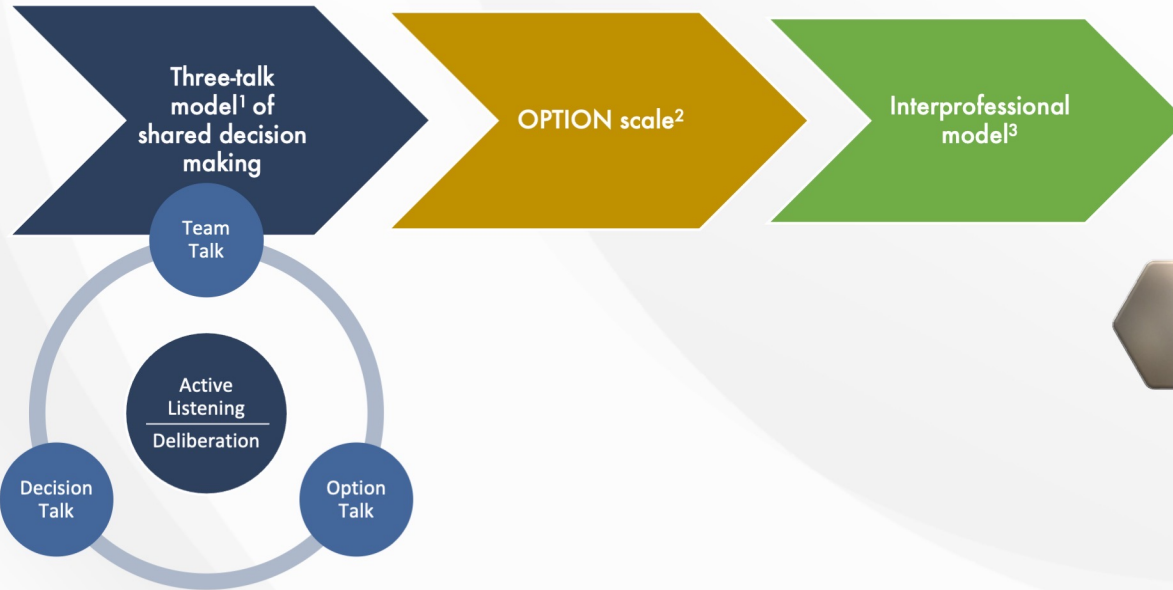 Three-talk
model¹ of
shared decision
making
OPTION scale²
Interprofessional
model³
Team
Talk
Active
Listening
Deliberation
Decision
Talk
Option
Talk